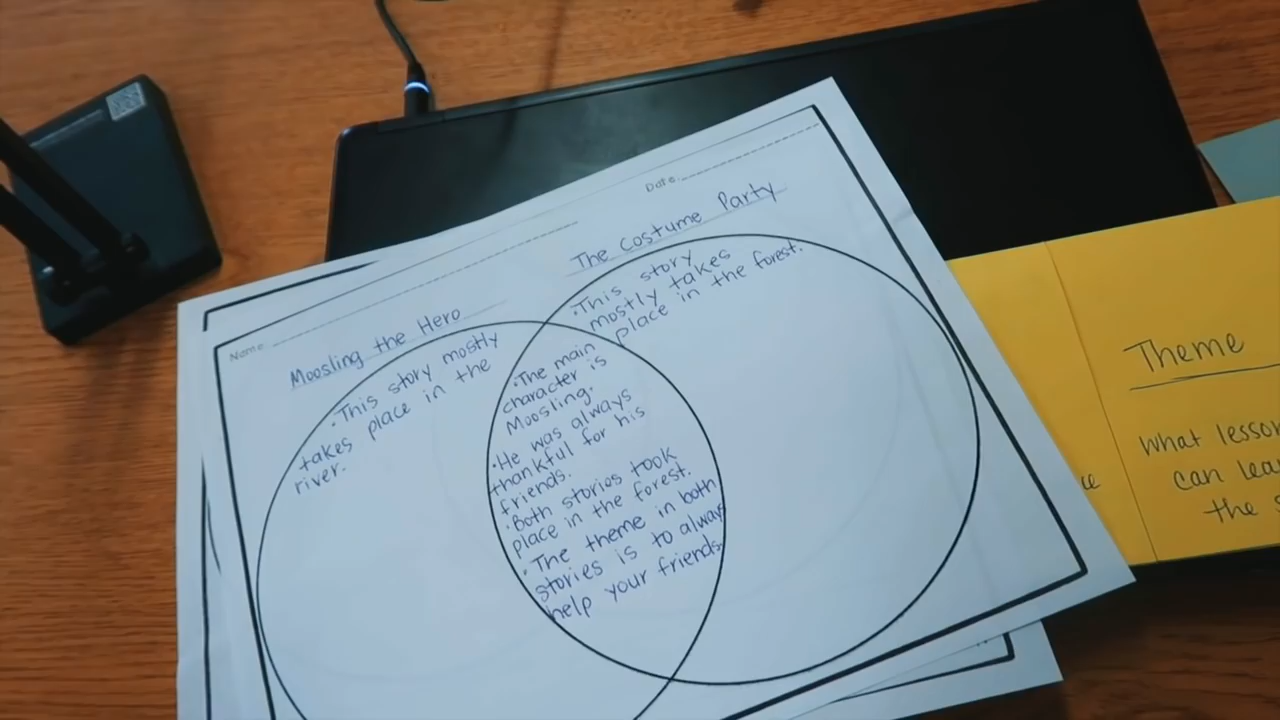 Date:
Name:
Moosling the Hero
The Costume Party
• This story mostly
takes place in the
river.
• The main
character is
Moosling.
• He was always
thankful for his
friends.
• Both stories took
place in the forest.
• The theme in both
stories is to always
help your friends.
• This story
mostly takes
place in the forest.
Theme
What
can
the